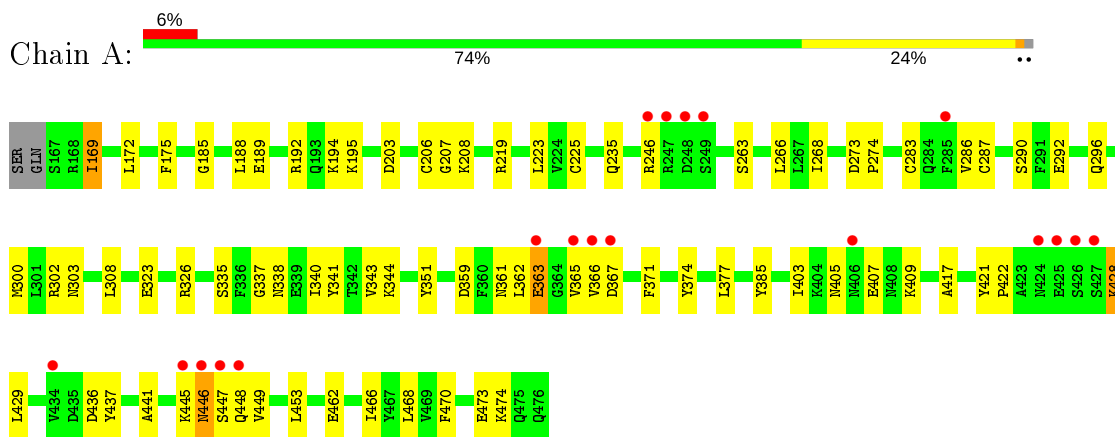 6%
Chain A:
74% 24% ••
SER GLN S167 R168 I169 L172 F175 G185 L188 E189 R192 Q193 K194 K195 D203 C206 G207 K208 R219 L223 V224 C225 Q235 R246 R247 D248 S249 S263 L266 L267 I268 D273 P274 C283 Q284 F285 V286 C287 S290 F291 E292 Q296
M300 L301 R302 N303 L308 E323 R326 S335 F336 G337 N338 E339 I340 Y341 T342 V343 K344 Y351 D359 F360 N361 L362 E363 G364 V365 V366 D367 F371 Y374 L377 Y385 I403 K404 N405 N406 E407 N408 K409 A417 Y421 P422 A423 N424 E425 S426 S427 K428
L429 V434 D435 D436 Y437 A441 K445 N446 S447 Q448 V449 L453 E462 I466 Y467 L468 V469 F470 E473 K474 Q475 Q476